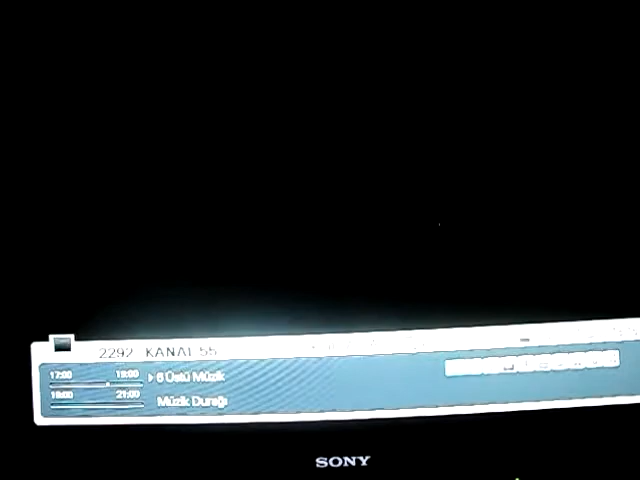 2292 KANAL 55
17:00 19:00 6 Üstü Müzik
19:00 21:00 Müzik Durağı
SONY